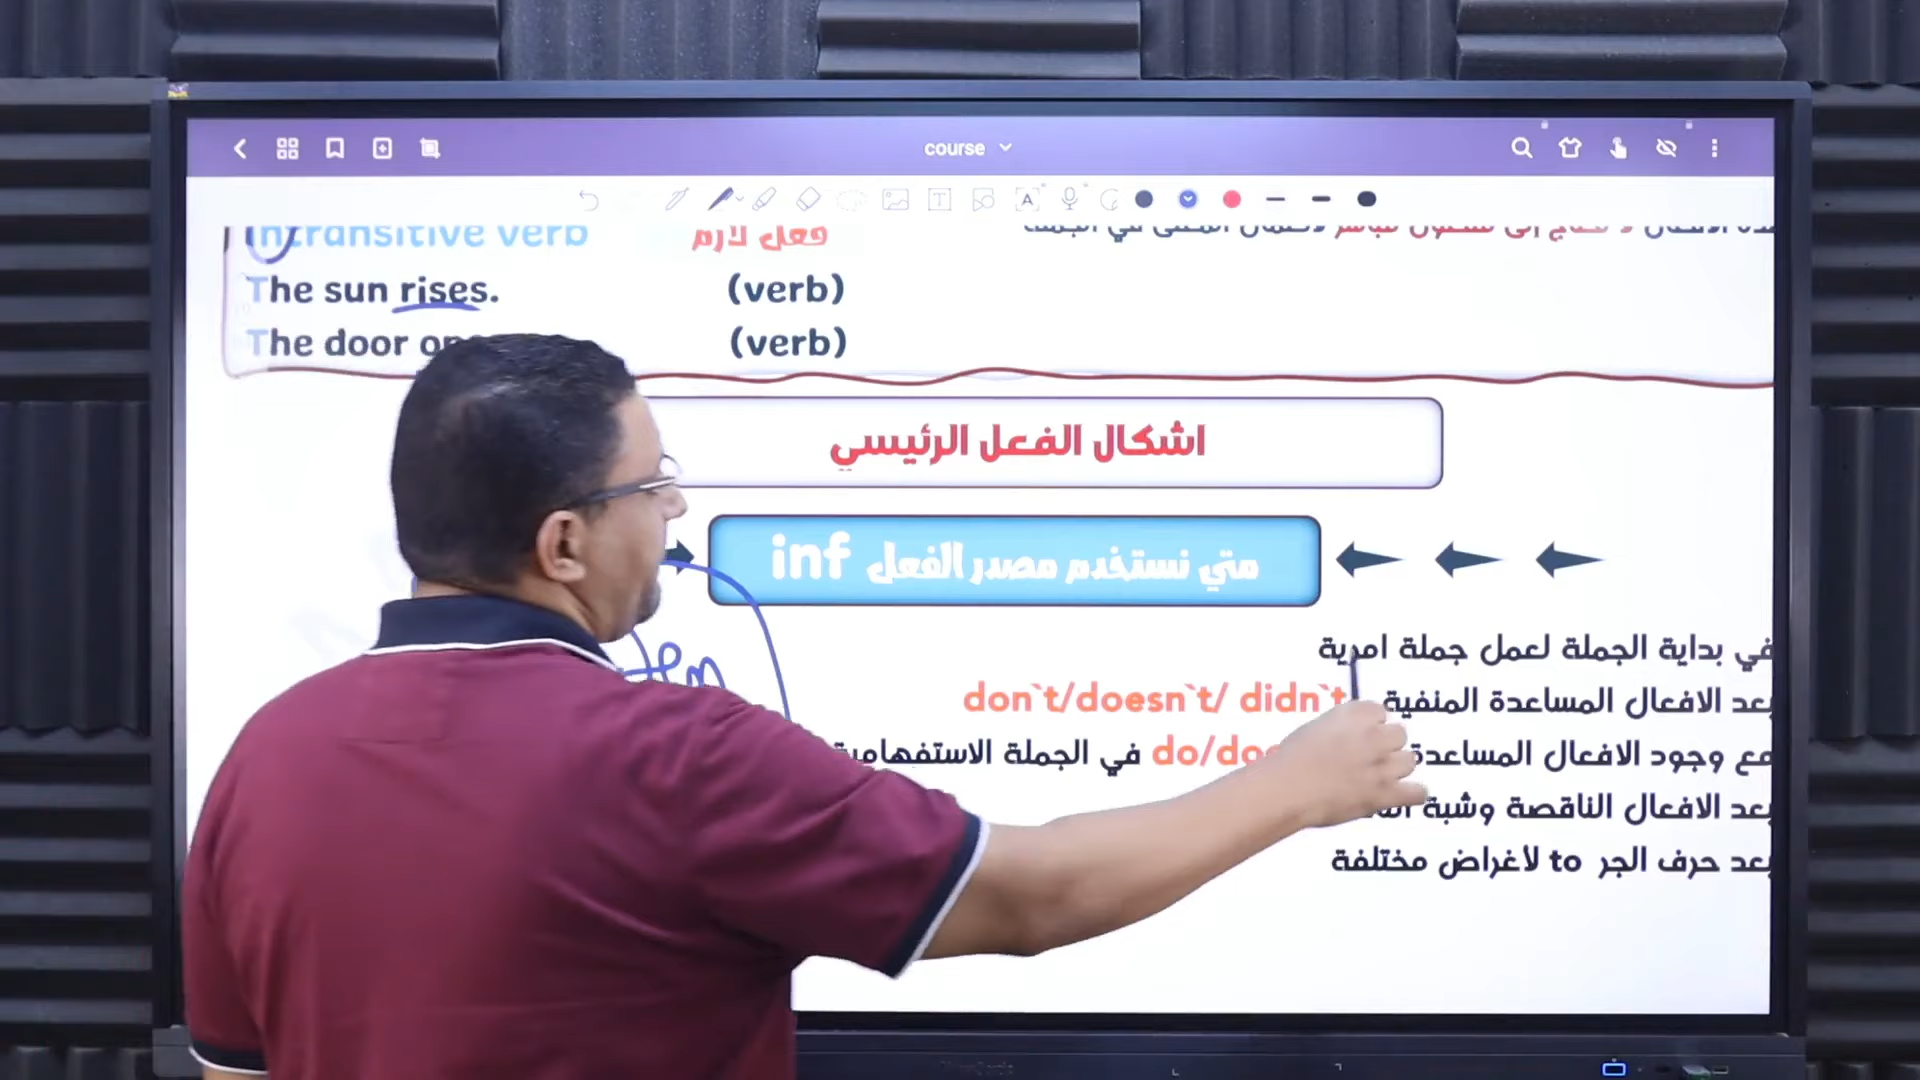 course
Intransitive verb فعل لازم
The sun rises. (verb)
The door (verb)
اشكال الفعل الرئيسي
متي نستخدم مصدر الفعل inf
في بداية الجملة لعمل جملة امرية
بعد الافعال المساعدة المنفية don`t/doesn`t/ didn`t
مع وجود الافعال المساعدة في الجملة الاستفهامية
بعد الافعال الناقصة وشبة
بعد حرف الجر to لأغراض مختلفة